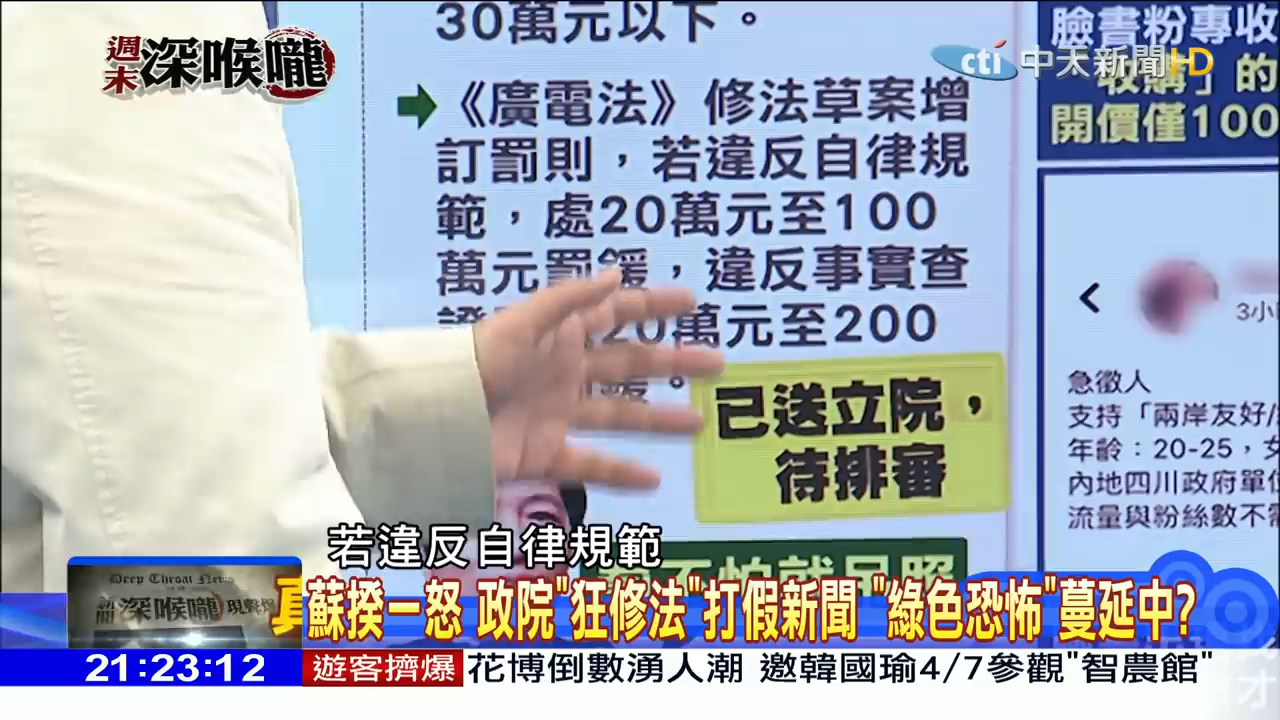 30萬元以下。
週末
深喉嚨
cti 中天新聞HD
臉書粉專收
收購」的
開價僅100
《廣電法》修法草案增
訂罰則，若違反自律規
範，處20萬元至100
萬元罰鍰，違反事實查
20萬元至200
鍰。
已送立院，
待排審
3小
急徵人
支持「兩岸友好/
年齡：20-25，女
內地四川政府單位
流量與粉絲數不需
若違反自律規範
Deep Throat News
新聞深喉嚨
蘇揆一怒 政院"狂修法"打假新聞 "綠色恐怖"蔓延中?
21:23:12
遊客擠爆
花博倒數湧人潮 邀韓國瑜4/7參觀"智農館"
才